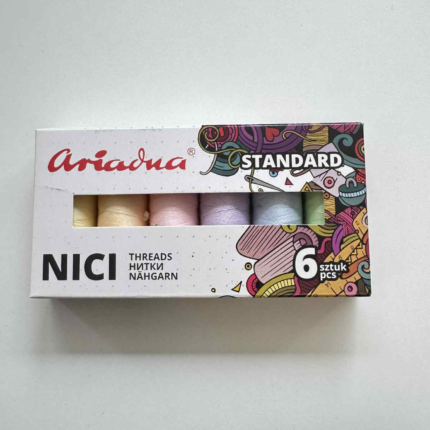 Ariadna®
STANDARD
NICI
THREADS
НИТКИ
NÄHGARN
6 sztuk
pcs